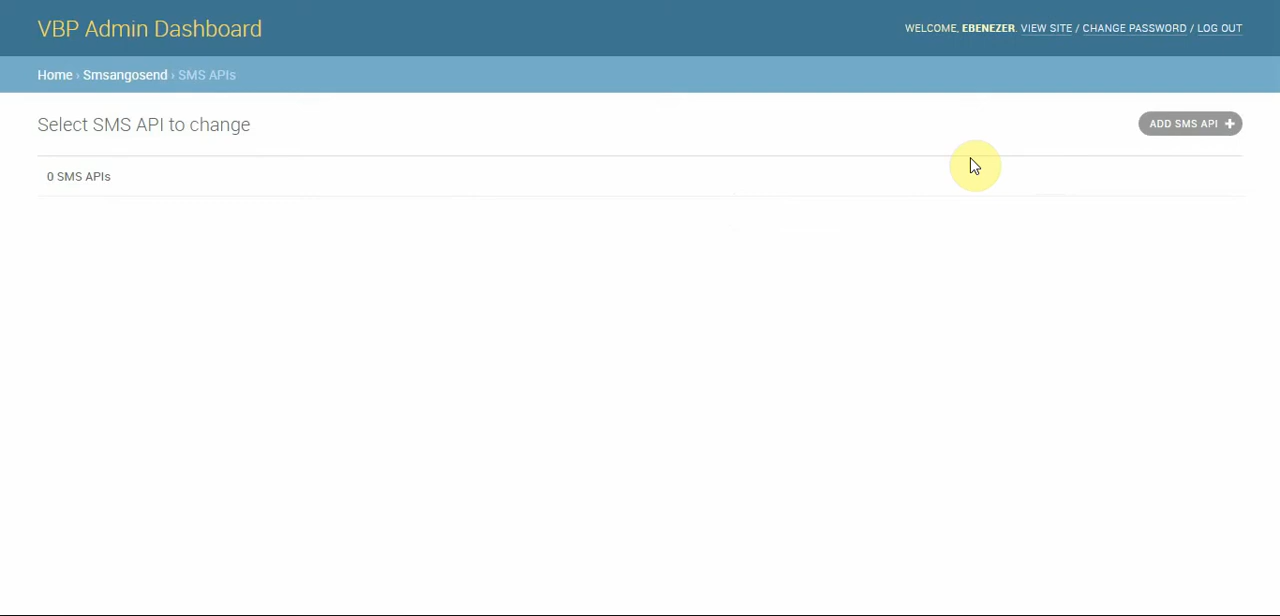 VBP Admin Dashboard
WELCOME, EBENEZER. VIEW SITE / CHANGE PASSWORD / LOG OUT
Home › Smsangosend › SMS APIs
Select SMS API to change
ADD SMS API +
0 SMS APIs